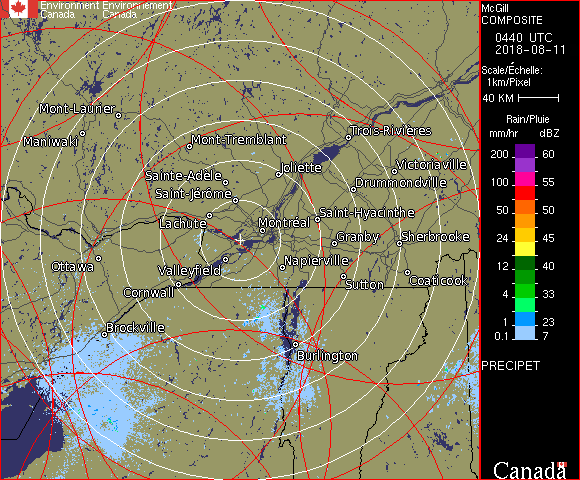 Environment Environnement
Canada Canada
McGill
COMPOSITE
0440 UTC
2018-08-11
Scale/Échelle:
1km/Pixel
40 KM
Rain/Pluie
mm/hr dBZ
200 60
100 55
50 50
24 45
12 40
4 33
1 23
0.1 7
PRECIPET
Mont-Laurier
Maniwaki
Mont-Tremblant
Trois-Rivières
Sainte-Adèle
Joliette
Victoriaville
Saint-Jérôme
Drummondville
Lachute
Montréal
Saint-Hyacinthe
Ottawa
Valleyfield
Granby
Sherbrooke
Napierville
Cornwall
Sutton
Coaticook
Brockville
Burlington
Canada